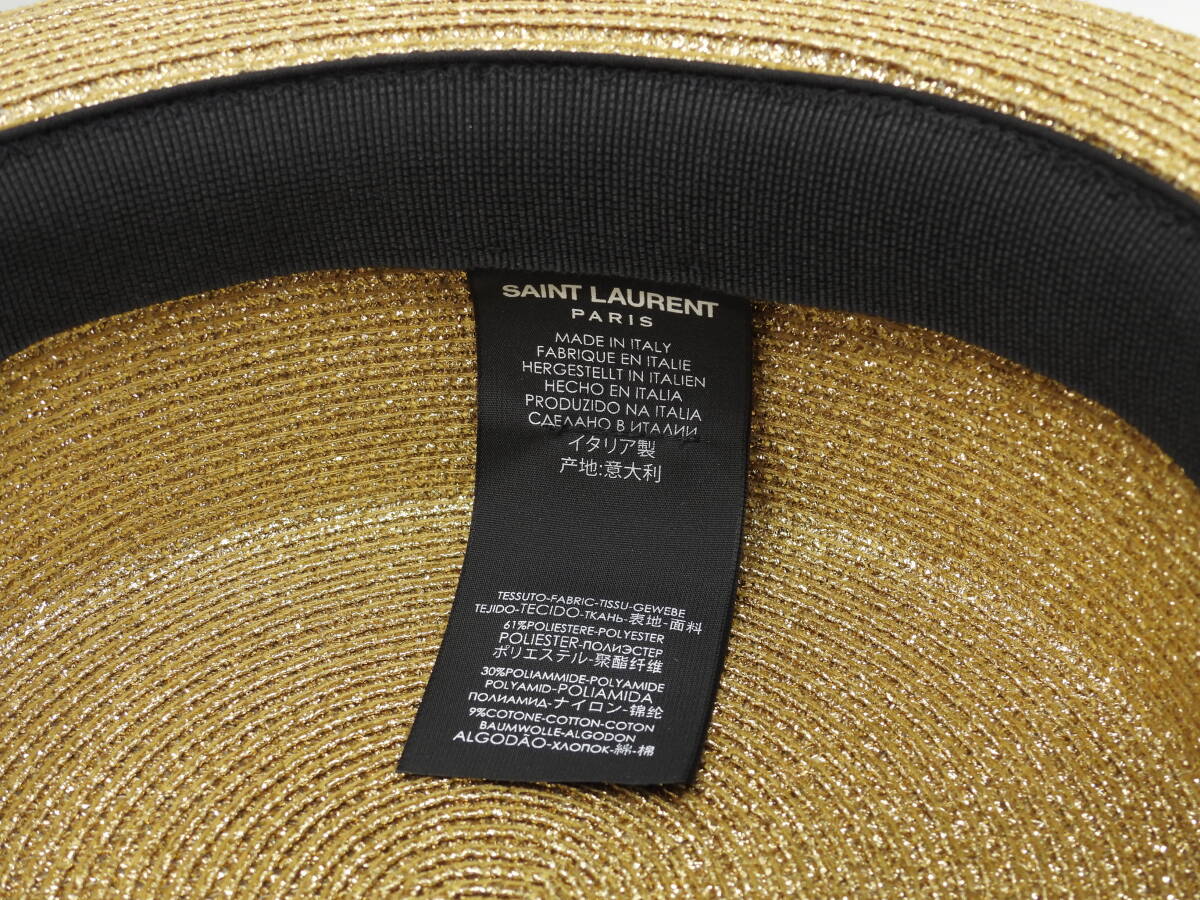 SAINT LAURENT
PARIS
MADE IN ITALY
FABRIQUE EN ITALIE
HERGESTELLT IN ITALIEN
HECHO EN ITALIA
PRODUZIDO NA ITALIA
СДЕЛАНО В ИТАЛИИ
イタリア製
产地:意大利
TESSUTO-FABRIC-TISSU-GEWEBE
TEJIDO-TECIDO-ТКАНЬ-表地-面料
61%POLIESTERE-POLYESTER
POLIESTER-ПОЛИЭСТЕР
ポリエステル-聚酯纤维
30%POLIAMMIDE-POLYAMIDE
POLYAMID-POLIAMIDA
ПОЛИАМИД-ナイロン-锦纶
9%COTONE-COTTON-COTON
BAUMWOLLE-ALGODON
ALGODÃO-ХЛОПОК-綿-棉